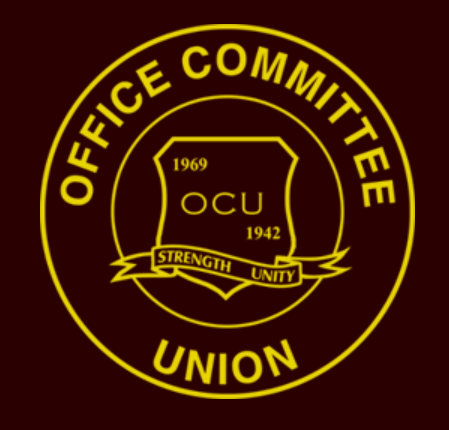 OFFICE COMMITTEE
1969
OCU
1942
STRENGTH UNITY
UNION